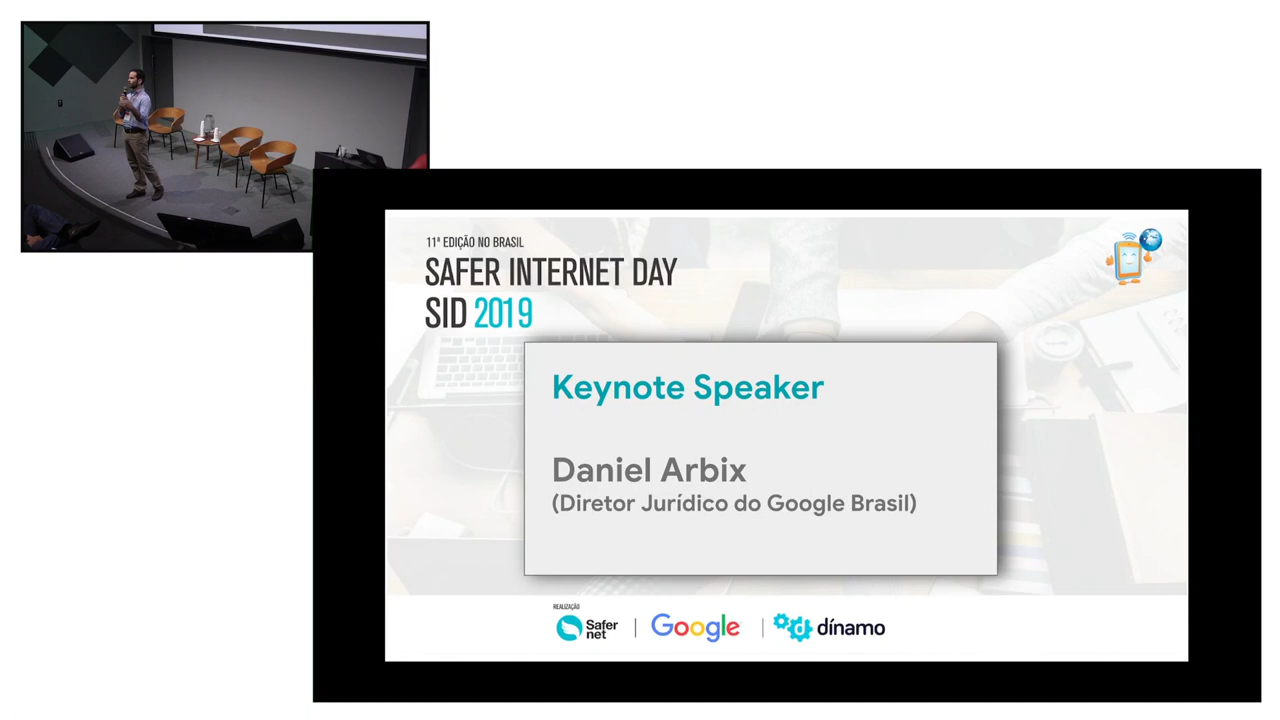 11ª EDIÇÃO NO BRASIL
SAFER INTERNET DAY
SID 2019
Keynote Speaker
Daniel Arbix
(Diretor Jurídico do Google Brasil)
REALIZAÇÃO
Safer
net
Google
dínamo